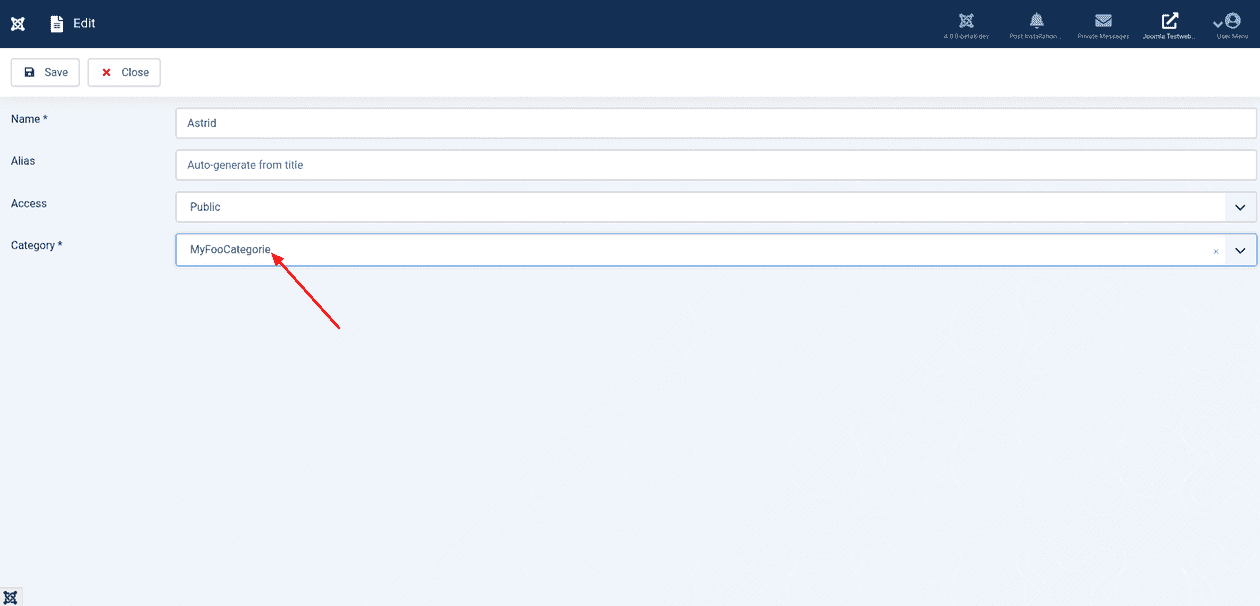 Edit
4.0.0-beta6-dev
Post Installation ..
Private Messages
Joomla Testweb..
User Menu
Save
Close
Name *
Astrid
Alias
Auto-generate from title
Access
Public
Category *
MyFooCategorie